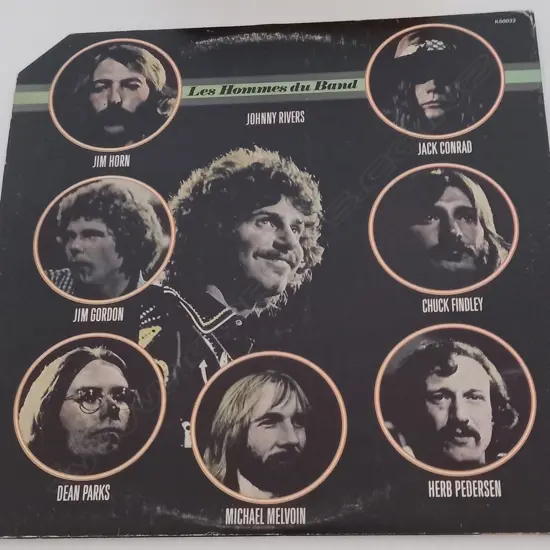 K50032
Les Hommes du Band
JOHNNY RIVERS
JIM HORN
JACK CONRAD
JIM GORDON
CHUCK FINDLEY
DEAN PARKS
MICHAEL MELVOIN
HERB PEDERSEN